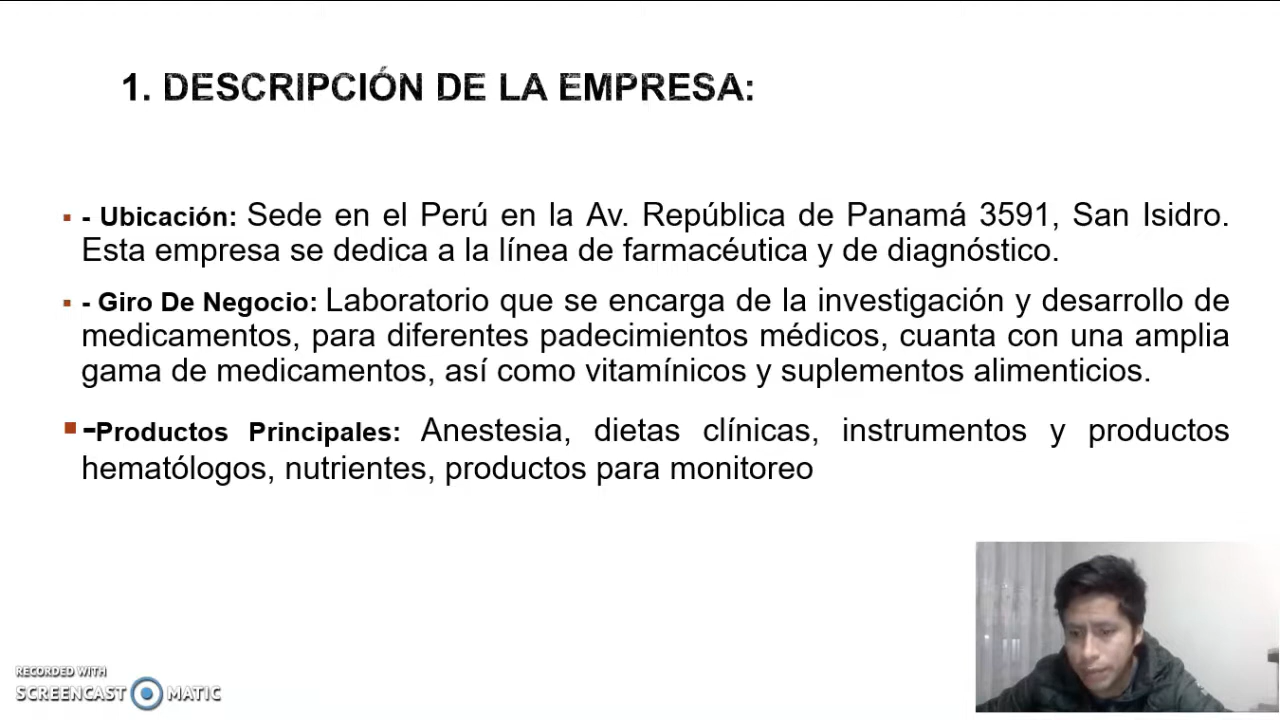 1. DESCRIPCIÓN DE LA EMPRESA:
- Ubicación: Sede en el Perú en la Av. República de Panamá 3591, San Isidro.
Esta empresa se dedica a la línea de farmacéutica y de diagnóstico.
- Giro De Negocio: Laboratorio que se encarga de la investigación y desarrollo de
medicamentos, para diferentes padecimientos médicos, cuanta con una amplia
gama de medicamentos, así como vitamínicos y suplementos alimenticios.
-Productos Principales: Anestesia, dietas clínicas, instrumentos y productos
hematólogos, nutrientes, productos para monitoreo
RECORDED WITH
SCREENCAST MATIC